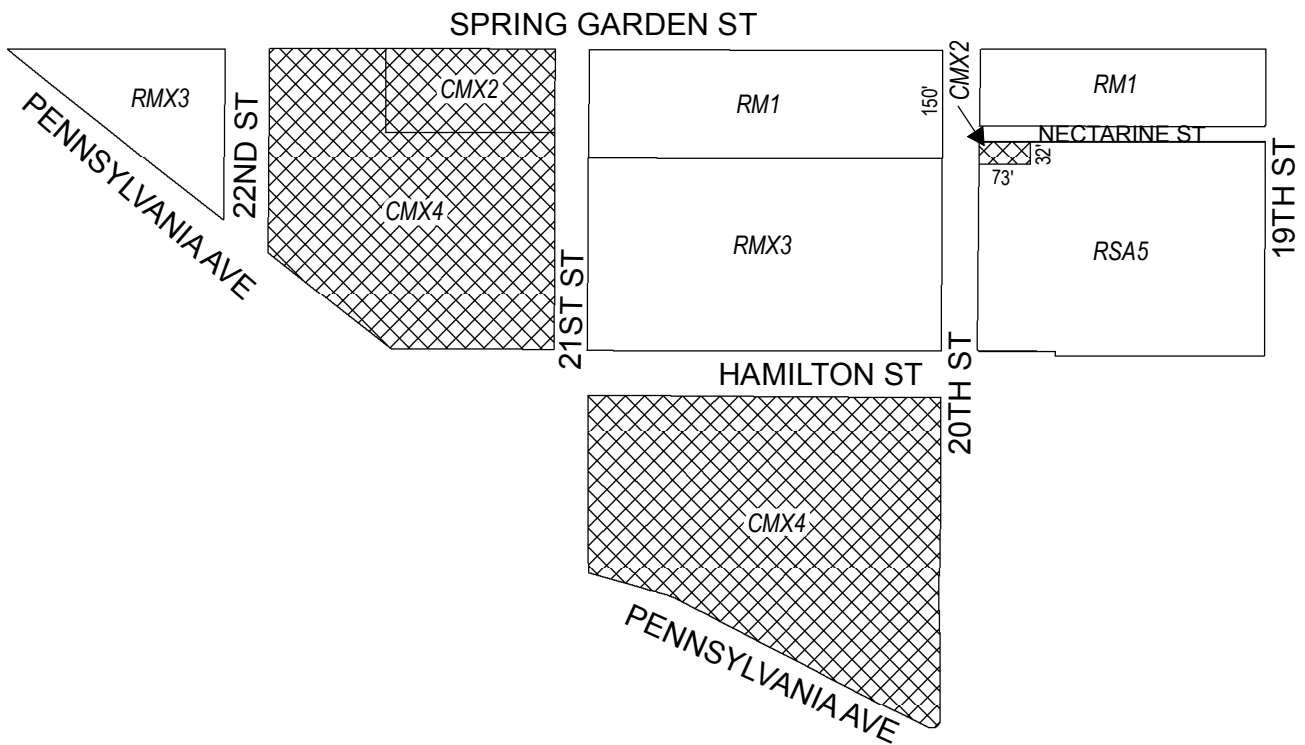 SPRING GARDEN ST
RMX3
PENNSYLVANIA AVE
22ND ST
CMX2
CMX4
21ST ST
RM1
150'
RMX3
CMX2
RM1
NECTARINE ST
32'
73'
RSA5
19TH ST
HAMILTON ST
20TH ST
CMX4
PENNSYLVANIA AVE